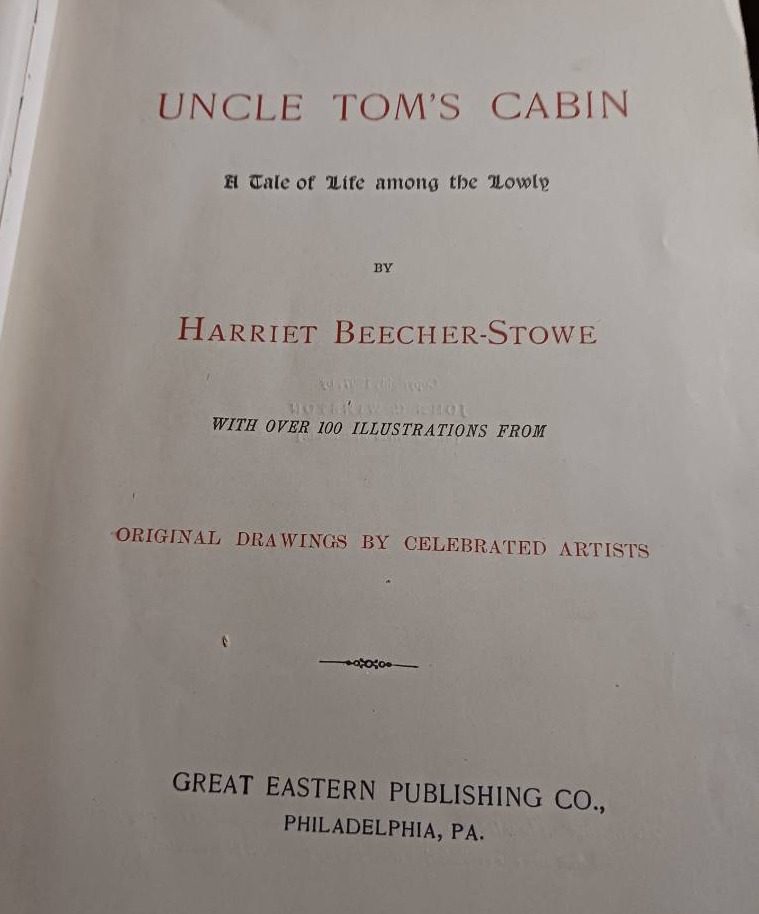 UNCLE TOM'S CABIN
A Tale of Life among the Lowly
BY
HARRIET BEECHER-STOWE
WITH OVER 100 ILLUSTRATIONS FROM
ORIGINAL DRAWINGS BY CELEBRATED ARTISTS
GREAT EASTERN PUBLISHING CO.,
PHILADELPHIA, PA.